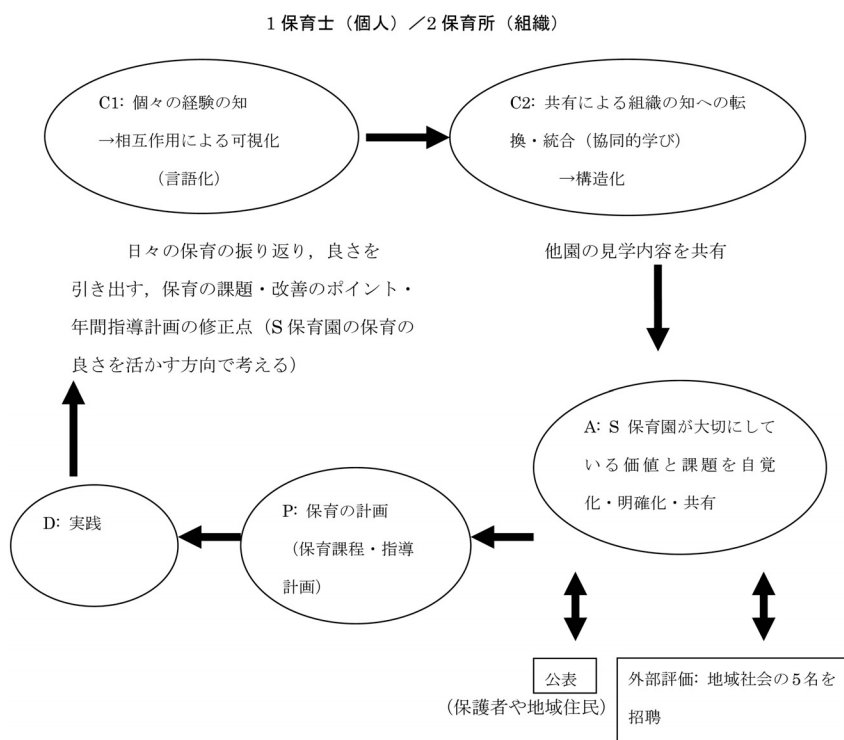 1 保育士（個人）／2 保育所（組織）
C1: 個々の経験の知
→相互作用による可視化
（言語化）
C2: 共有による組織の知への転
換・統合（協同的学び）
→構造化
日々の保育の振り返り，良さを
引き出す，保育の課題・改善のポイント・
年間指導計画の修正点（S 保育園の保育の
良さを活かす方向で考える）
他園の見学内容を共有
A: S 保育園が大切にして
いる価値と課題を自覚
化・明確化・共有
P: 保育の計画
（保育課程・指導
計画）
D: 実践
公表
（保護者や地域住民）
外部評価: 地域社会の 5 名を
招聘